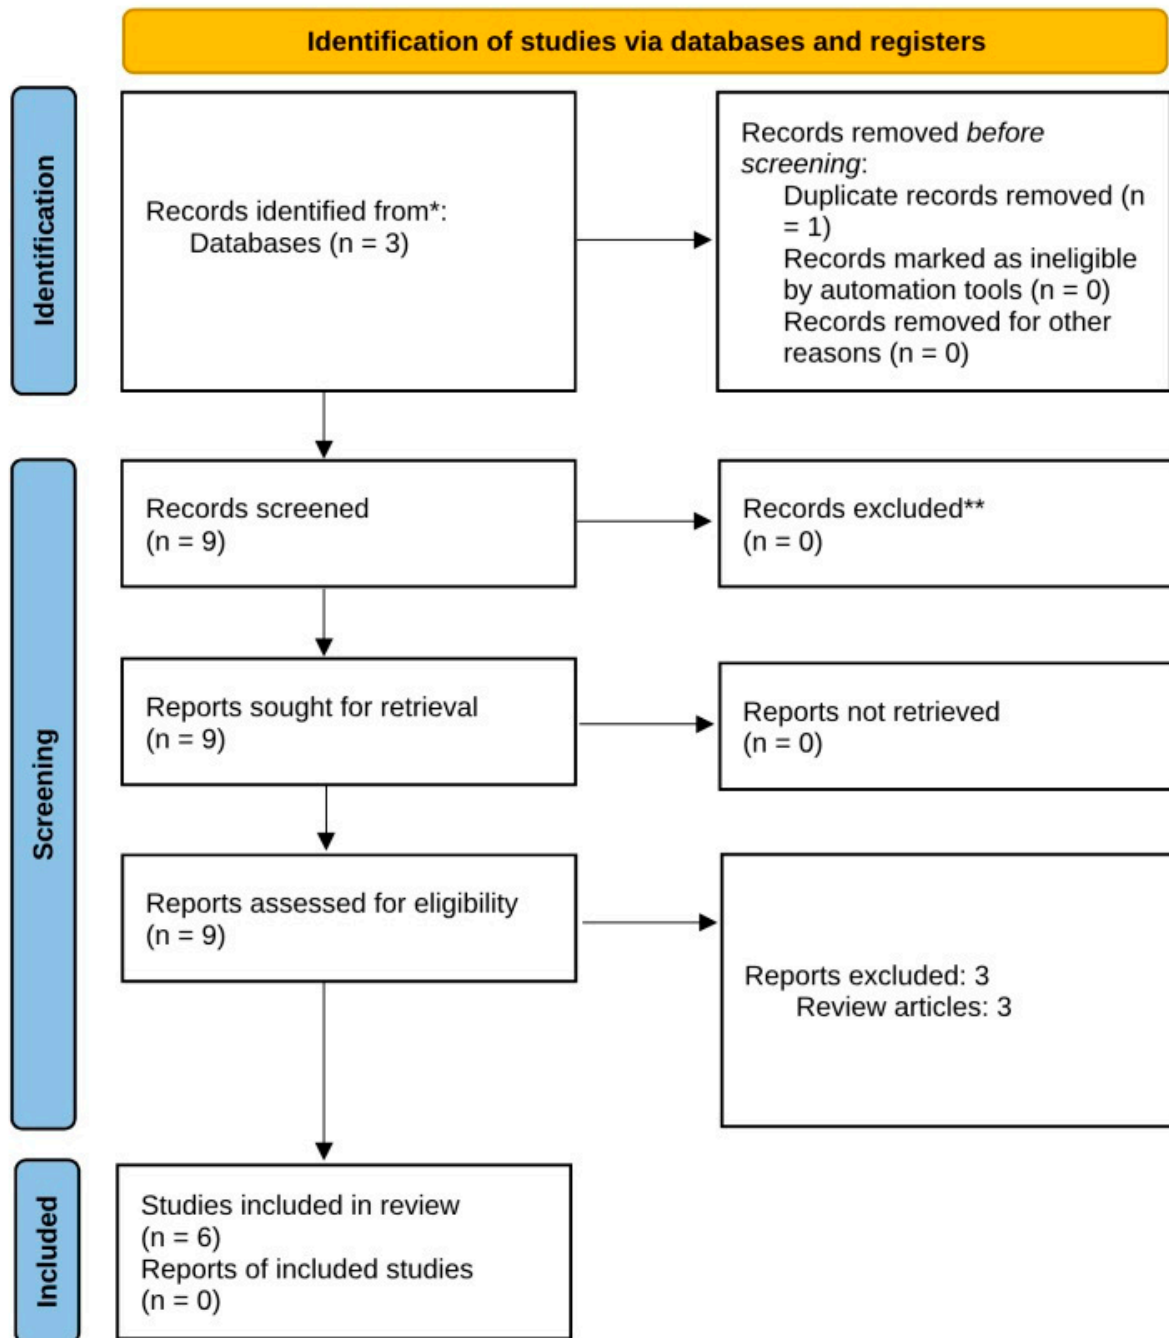 Identification of studies via databases and registers
Identification
Records identified from*:
Databases (n = 3)
Records removed before
screening:
Duplicate records removed (n
= 1)
Records marked as ineligible
by automation tools (n = 0)
Records removed for other
reasons (n = 0)
Screening
Records screened
(n = 9)
Records excluded**
(n = 0)
Reports sought for retrieval
(n = 9)
Reports not retrieved
(n = 0)
Reports assessed for eligibility
(n = 9)
Reports excluded: 3
Review articles: 3
Included
Studies included in review
(n = 6)
Reports of included studies
(n = 0)